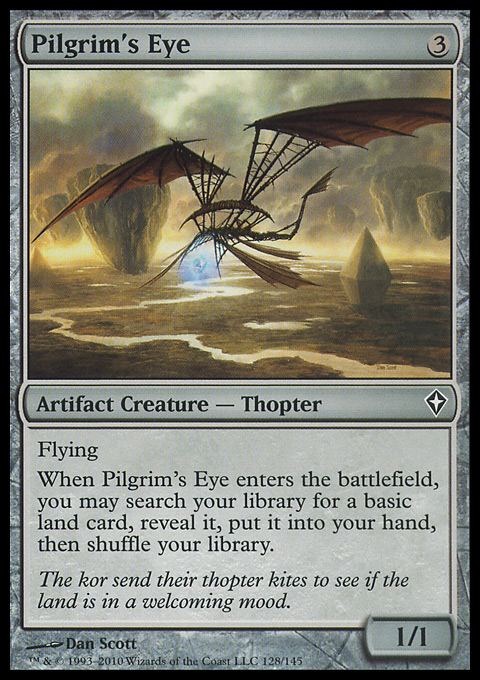 Pilgrim's Eye
3
Dan Scott
Artifact Creature — Thopter
Flying
When Pilgrim's Eye enters the battlefield,
you may search your library for a basic
land card, reveal it, put it into your hand,
then shuffle your library.
The kor send their thopter kites to see if the
land is in a welcoming mood.
1/1
Dan Scott
™ & © 1993–2010 Wizards of the Coast LLC 128/145